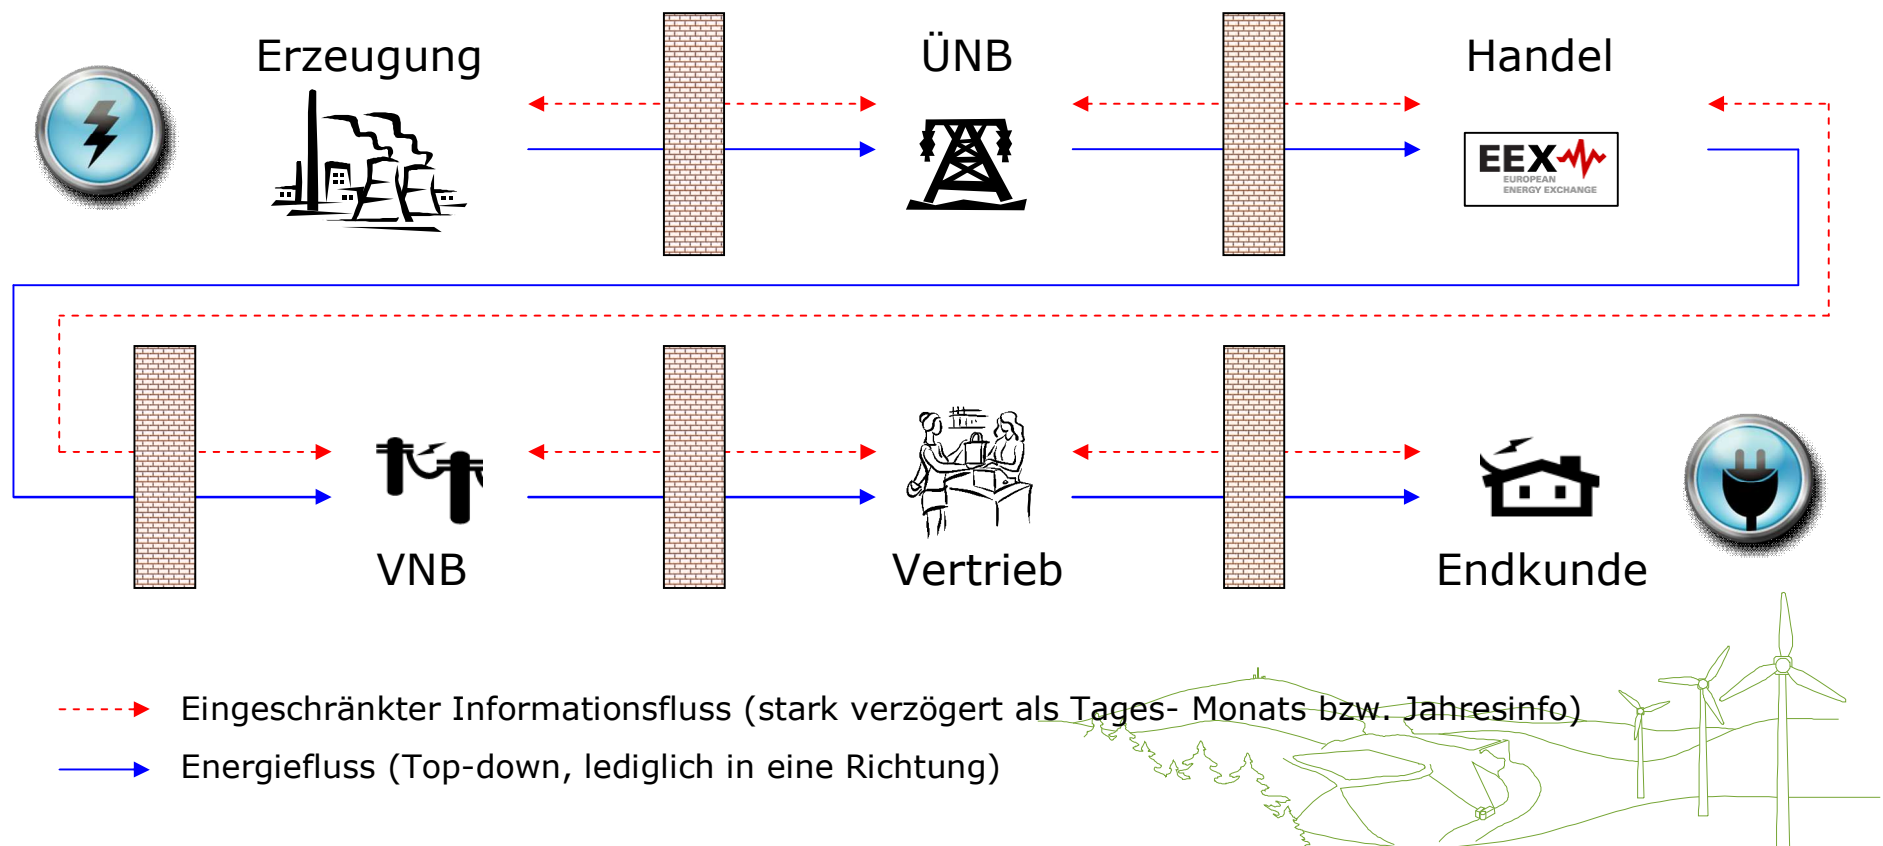 Erzeugung
ÜNB
Handel
EEX
EUROPEAN
ENERGY EXCHANGE
VNB
Vertrieb
Endkunde
Eingeschränkter Informationsfluss (stark verzögert als Tages- Monats bzw. Jahresinfo)
Energiefluss (Top-down, lediglich in eine Richtung)